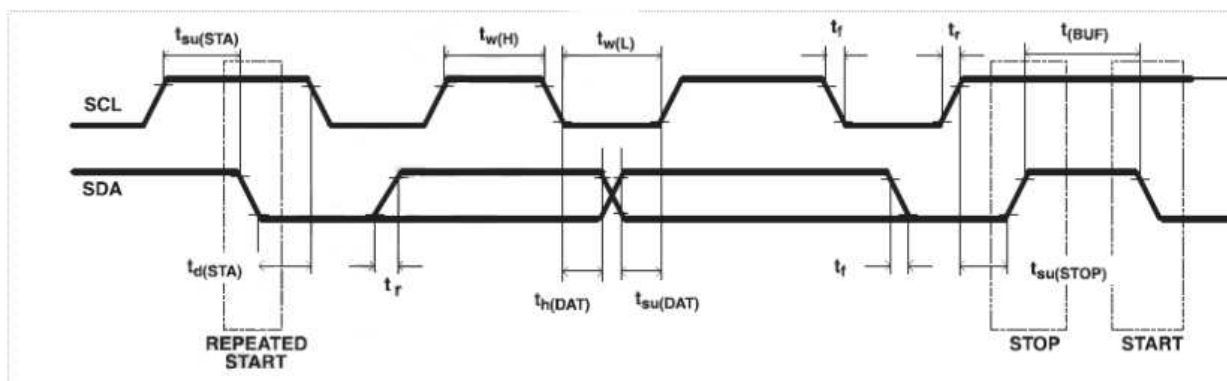 tsu(STA)
tw(H)
tw(L)
tf
tr
t(BUF)
SCL
SDA
td(STA)
tr
th(DAT)
tsu(DAT)
tf
tsu(STOP)
REPEATED
START
STOP
START